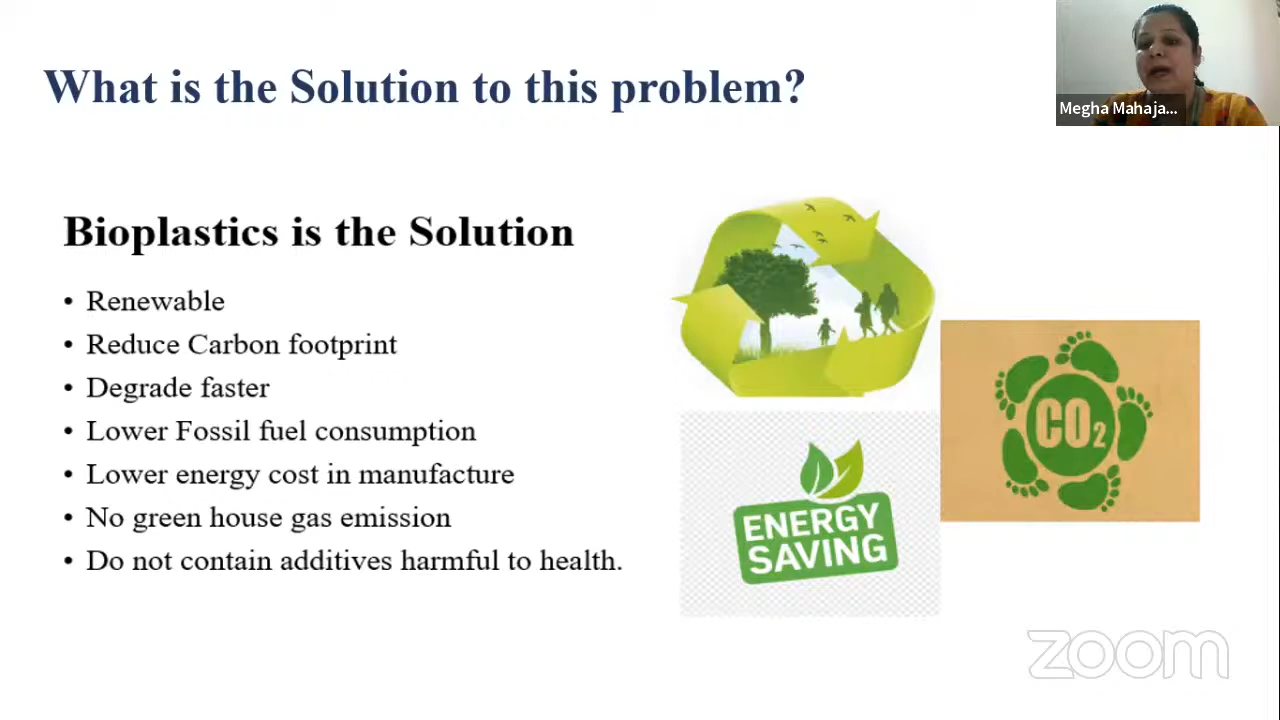 What is the Solution to this problem?
Megha Mahaja...
Bioplastics is the Solution
• Renewable
• Reduce Carbon footprint
• Degrade faster
• Lower Fossil fuel consumption
• Lower energy cost in manufacture
• No green house gas emission
• Do not contain additives harmful to health.
CO2
ENERGY
SAVING
zoom